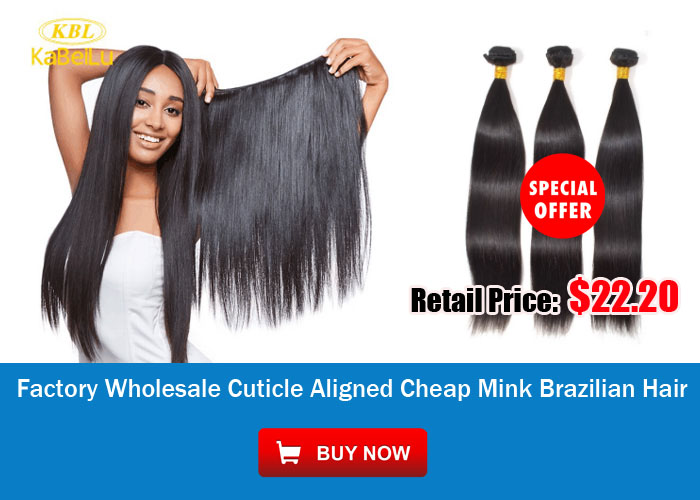 KBL
KaBeiLu
SPECIAL
OFFER
Retail Price: $22.20
Factory Wholesale Cuticle Aligned Cheap Mink Brazilian Hair
BUY NOW